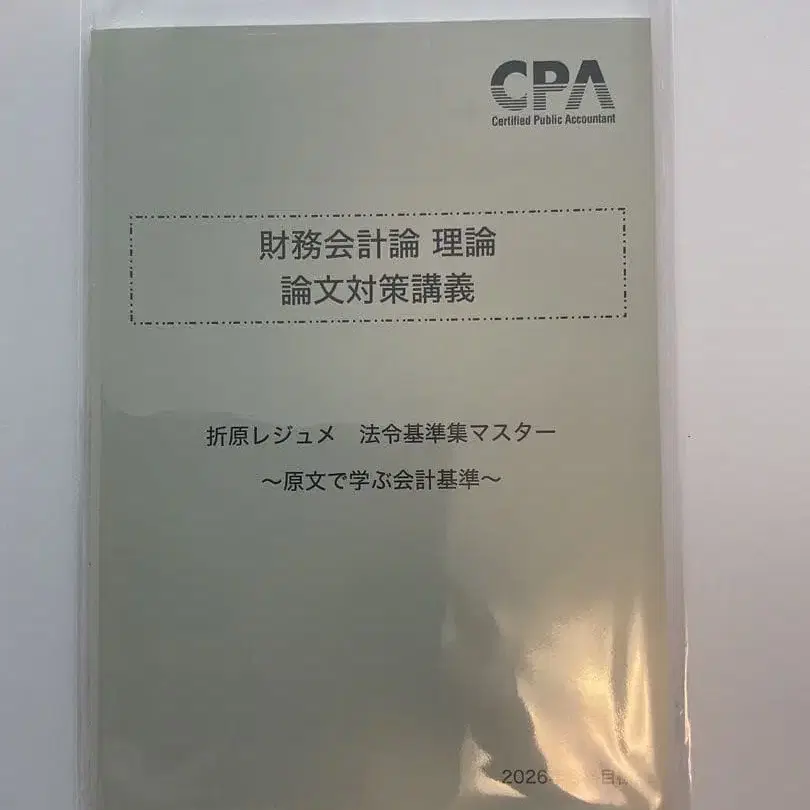 CPA
Certified Public Accountant
財務会計論 理論
論文対策講義
折原レジュメ　法令基準集マスター
～原文で学ぶ会計基準～
2026